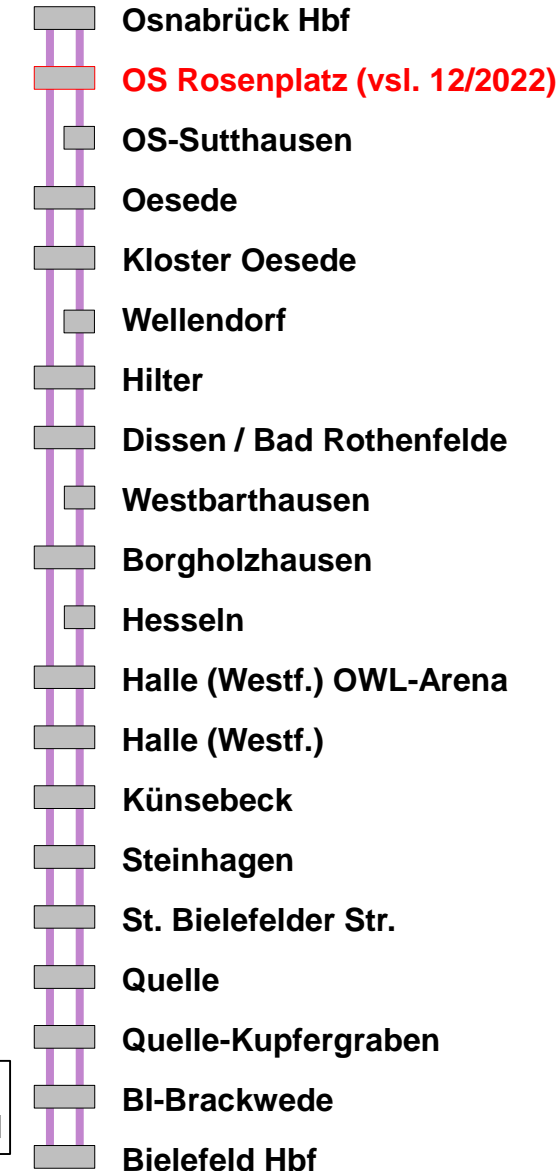 Osnabrück Hbf
OS Rosenplatz (vsl. 12/2022)
OS-Sutthausen
Oesede
Kloster Oesede
Wellendorf
Hilter
Dissen / Bad Rothenfelde
Westbarthausen
Borgholzhausen
Hesseln
Halle (Westf.) OWL-Arena
Halle (Westf.)
Künsebeck
Steinhagen
St. Bielefelder Str.
Quelle
Quelle-Kupfergraben
BI-Brackwede
Bielefeld Hbf